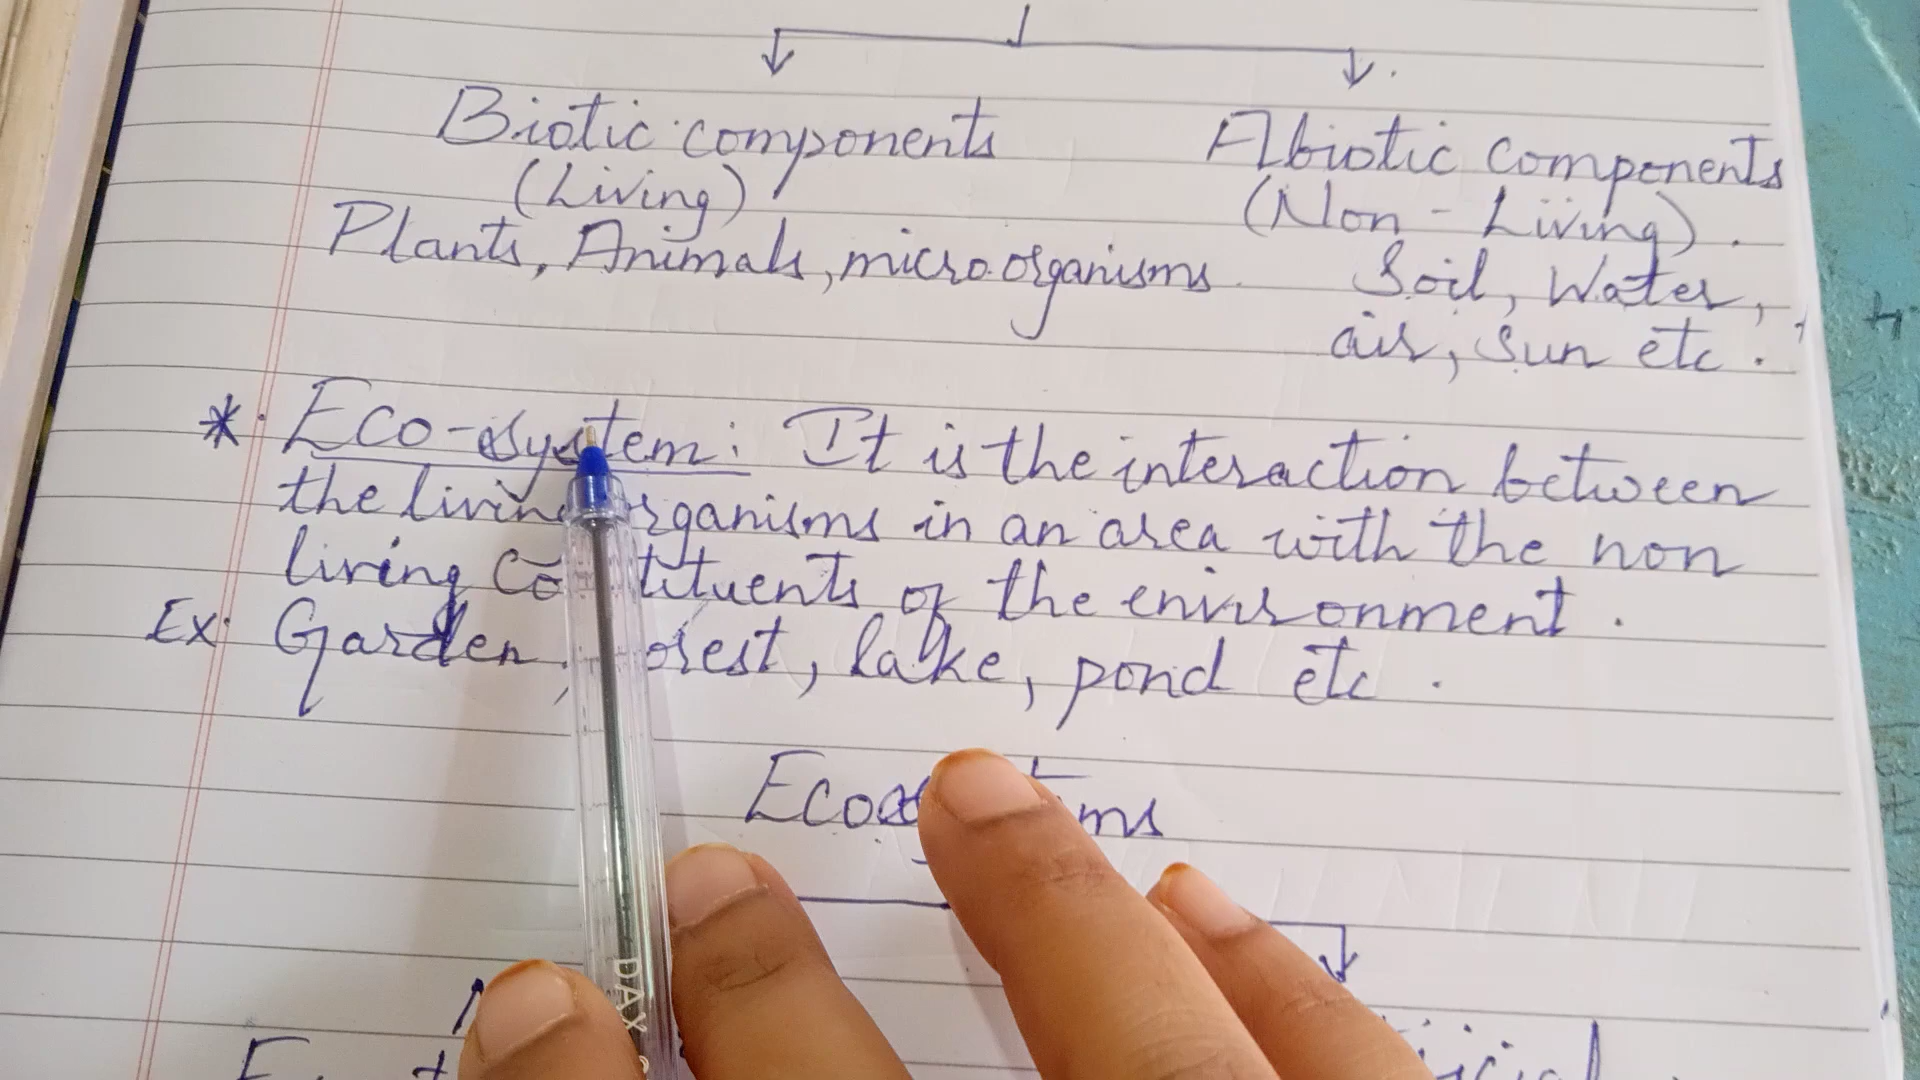 Biotic components
Abiotic components
(Living)
(Non-Living).
Plants, Animals, microorganisms.
Soil, Water,
air, Sun etc.
* Eco-system: It is the interaction between
the living organisms in an area with the non
living constituents of the environment.
Ex: Garden, forest, lake, pond etc.
DAX